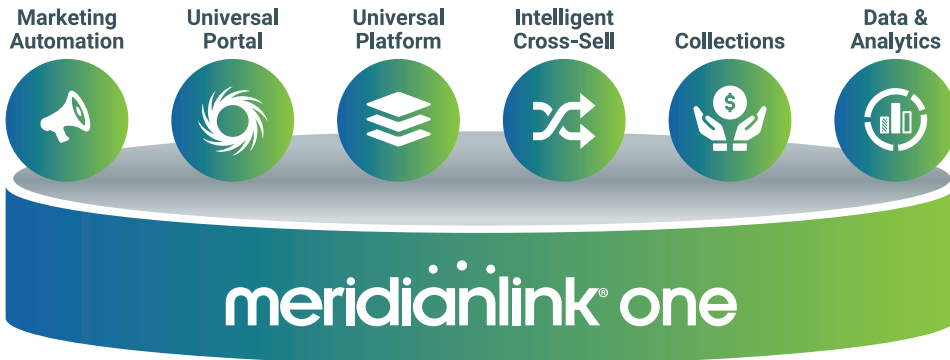 Marketing
Automation
Universal
Portal
Universal
Platform
Intelligent
Cross-Sell
Collections
Data &
Analytics
$
meridianlink® one